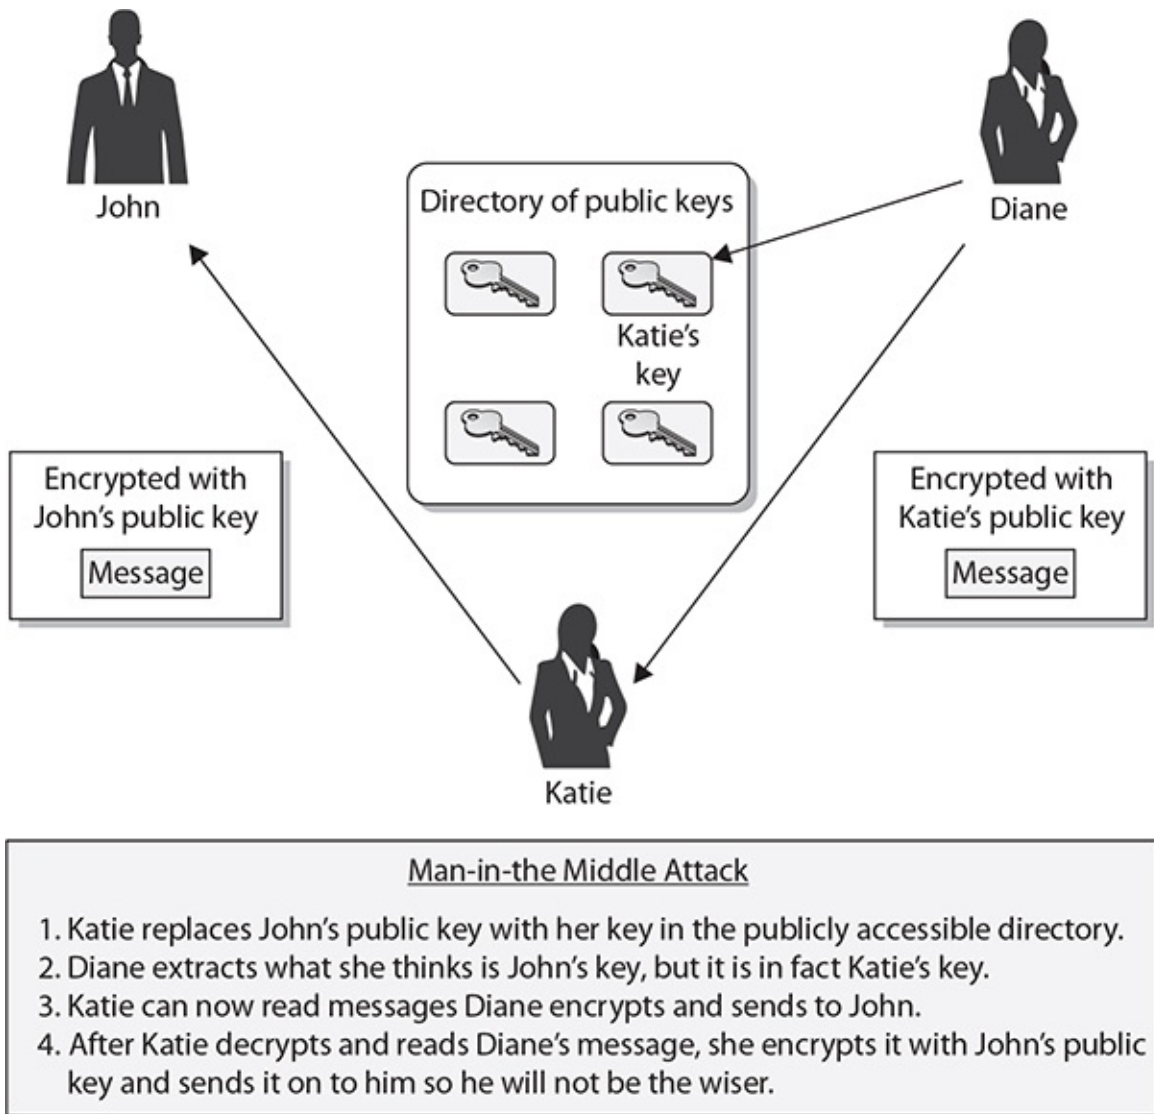 John
Diane
Directory of public keys
Katie’s
key
Encrypted with
John’s public key
Message
Encrypted with
Katie’s public key
Message
Katie
Man-in-the Middle Attack
1. Katie replaces John’s public key with her key in the publicly accessible directory.
2. Diane extracts what she thinks is John’s key, but it is in fact Katie’s key.
3. Katie can now read messages Diane encrypts and sends to John.
4. After Katie decrypts and reads Diane’s message, she encrypts it with John’s public
key and sends it on to him so he will not be the wiser.